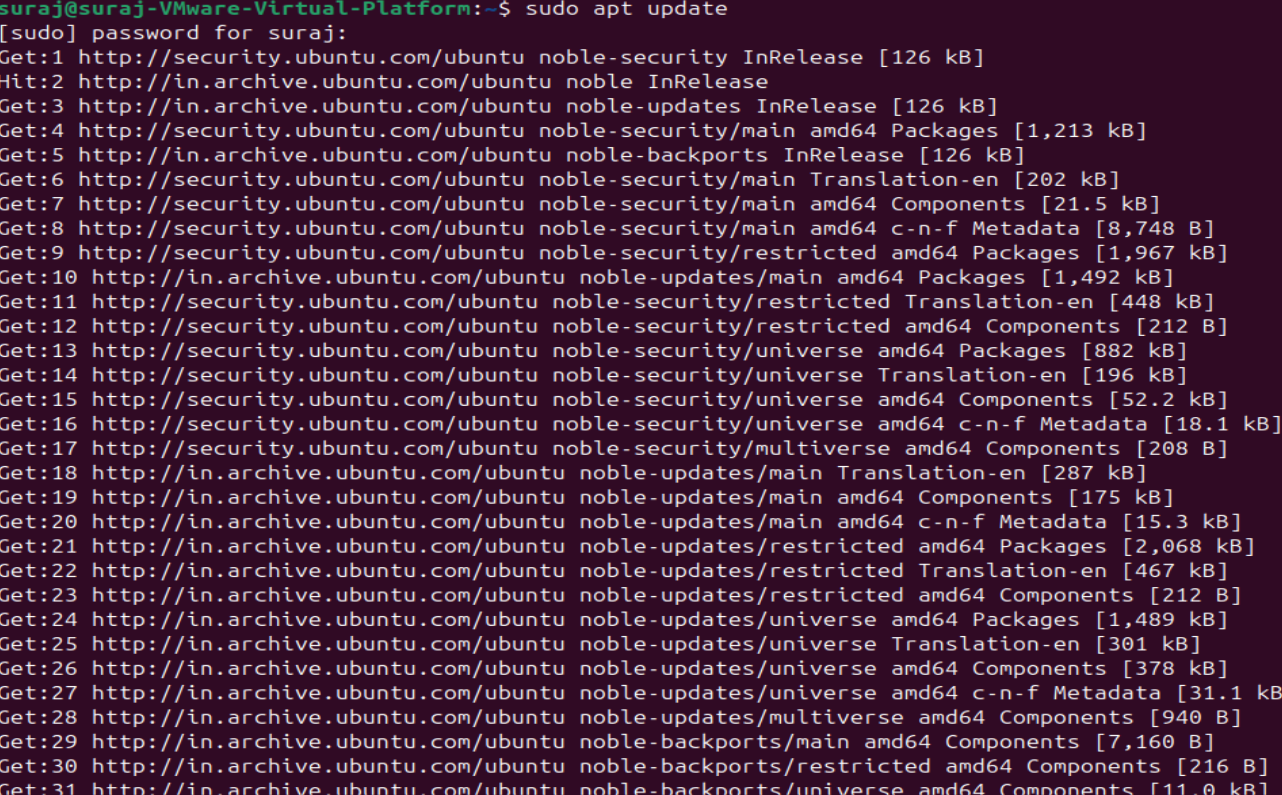 suraj@suraj-VMware-Virtual-Platform:~$ sudo apt update
[sudo] password for suraj:
Get:1 http://security.ubuntu.com/ubuntu noble-security InRelease [126 kB]
Hit:2 http://in.archive.ubuntu.com/ubuntu noble InRelease
Get:3 http://in.archive.ubuntu.com/ubuntu noble-updates InRelease [126 kB]
Get:4 http://security.ubuntu.com/ubuntu noble-security/main amd64 Packages [1,213 kB]
Get:5 http://in.archive.ubuntu.com/ubuntu noble-backports InRelease [126 kB]
Get:6 http://security.ubuntu.com/ubuntu noble-security/main Translation-en [202 kB]
Get:7 http://security.ubuntu.com/ubuntu noble-security/main amd64 Components [21.5 kB]
Get:8 http://security.ubuntu.com/ubuntu noble-security/main amd64 c-n-f Metadata [8,748 B]
Get:9 http://security.ubuntu.com/ubuntu noble-security/restricted amd64 Packages [1,967 kB]
Get:10 http://in.archive.ubuntu.com/ubuntu noble-updates/main amd64 Packages [1,492 kB]
Get:11 http://security.ubuntu.com/ubuntu noble-security/restricted Translation-en [448 kB]
Get:12 http://security.ubuntu.com/ubuntu noble-security/restricted amd64 Components [212 B]
Get:13 http://security.ubuntu.com/ubuntu noble-security/universe amd64 Packages [882 kB]
Get:14 http://security.ubuntu.com/ubuntu noble-security/universe Translation-en [196 kB]
Get:15 http://security.ubuntu.com/ubuntu noble-security/universe amd64 Components [52.2 kB]
Get:16 http://security.ubuntu.com/ubuntu noble-security/universe amd64 c-n-f Metadata [18.1 kB]
Get:17 http://security.ubuntu.com/ubuntu noble-security/multiverse amd64 Components [208 B]
Get:18 http://in.archive.ubuntu.com/ubuntu noble-updates/main Translation-en [287 kB]
Get:19 http://in.archive.ubuntu.com/ubuntu noble-updates/main amd64 Components [175 kB]
Get:20 http://in.archive.ubuntu.com/ubuntu noble-updates/main amd64 c-n-f Metadata [15.3 kB]
Get:21 http://in.archive.ubuntu.com/ubuntu noble-updates/restricted amd64 Packages [2,068 kB]
Get:22 http://in.archive.ubuntu.com/ubuntu noble-updates/restricted Translation-en [467 kB]
Get:23 http://in.archive.ubuntu.com/ubuntu noble-updates/restricted amd64 Components [212 B]
Get:24 http://in.archive.ubuntu.com/ubuntu noble-updates/universe amd64 Packages [1,489 kB]
Get:25 http://in.archive.ubuntu.com/ubuntu noble-updates/universe Translation-en [301 kB]
Get:26 http://in.archive.ubuntu.com/ubuntu noble-updates/universe amd64 Components [378 kB]
Get:27 http://in.archive.ubuntu.com/ubuntu noble-updates/universe amd64 c-n-f Metadata [31.1 kB
Get:28 http://in.archive.ubuntu.com/ubuntu noble-updates/multiverse amd64 Components [940 B]
Get:29 http://in.archive.ubuntu.com/ubuntu noble-backports/main amd64 Components [7,160 B]
Get:30 http://in.archive.ubuntu.com/ubuntu noble-backports/restricted amd64 Components [216 B]
Get:31 http://in.archive.ubuntu.com/ubuntu noble-backports/universe amd64 Components [11.0 kB]